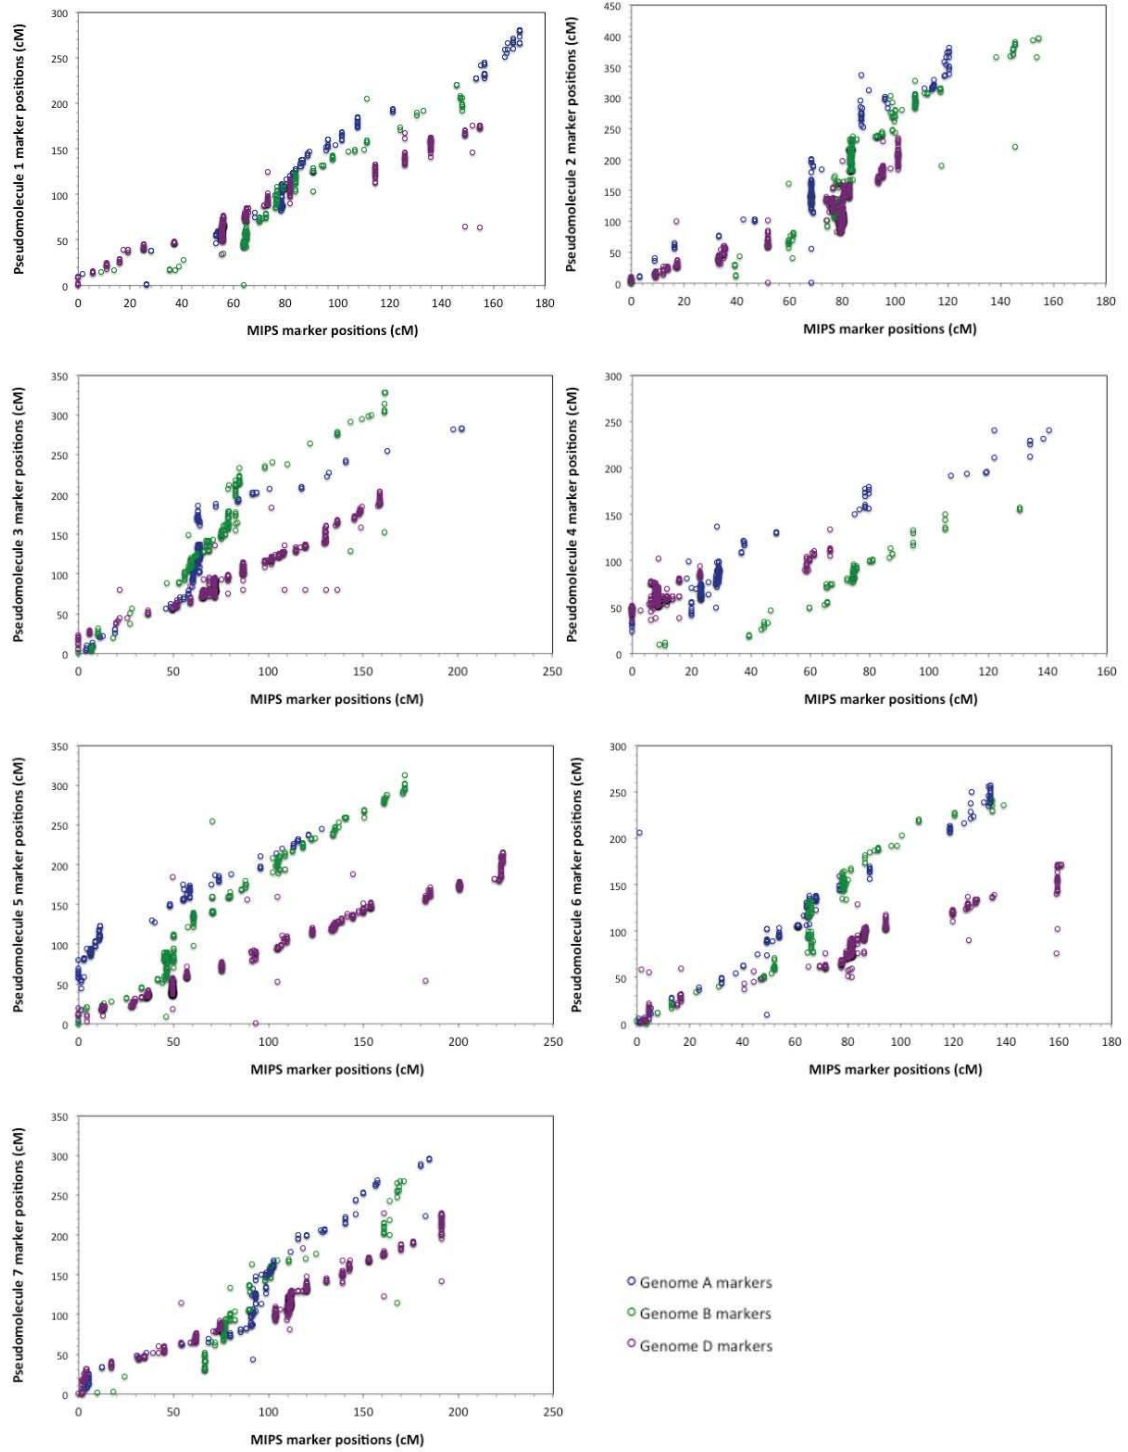 Pseudomolecule 1 marker positions (cM)
300
250
200
150
100
50
0
0 20 40 60 80 100 120 140 160 180
MIPS marker positions (cM)
Pseudomolecule 2 marker positions (cM)
450
400
350
300
250
200
150
100
50
0
0 20 40 60 80 100 120 140 160 180
MIPS marker positions (cM)
Pseudomolecule 3 marker positions (cM)
350
300
250
200
150
100
50
0
0 50 100 150 200 250
MIPS marker positions (cM)
Pseudomolecule 4 marker positions (cM)
300
250
200
150
100
50
0
0 20 40 60 80 100 120 140 160
MIPS marker positions (cM)
Pseudomolecule 5 marker positions (cM)
350
300
250
200
150
100
50
0
0 50 100 150 200 250
MIPS marker positions (cM)
Pseudomolecule 6 marker positions (cM)
300
250
200
150
100
50
0
0 20 40 60 80 100 120 140 160 180
MIPS marker positions (cM)
Pseudomolecule 7 marker positions (cM)
350
300
250
200
150
100
50
0
0 50 100 150 200 250
MIPS marker positions (cM)
Genome A markers
Genome B markers
Genome D markers